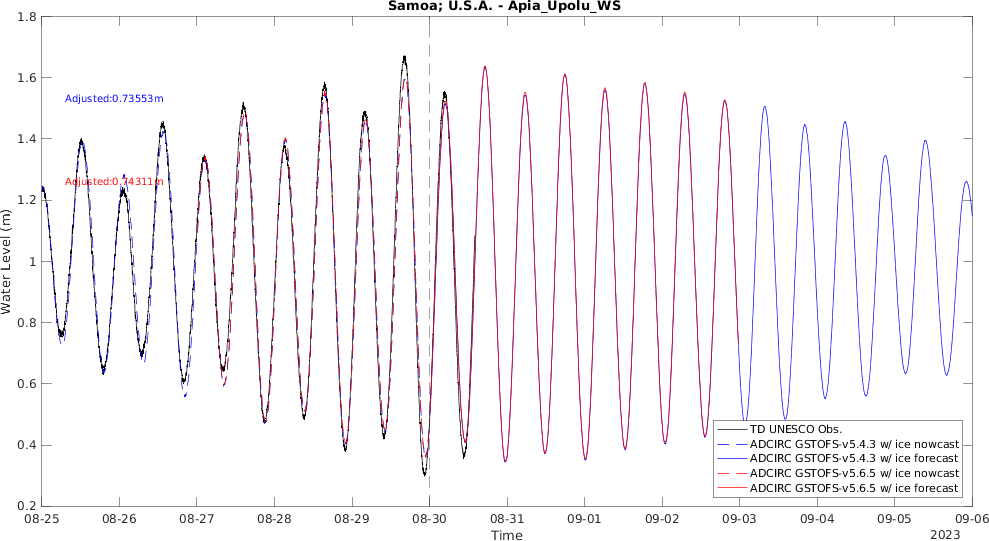 Samoa; U.S.A. - Apia_Upolu_WS
1.8
1.6
1.4
1.2
1
0.8
0.6
0.4
0.2
Water Level (m)
Adjusted:0.73553m
Adjusted:0.74311m
TD UNESCO Obs.
ADCIRC GSTOFS-v5.4.3 w/ ice nowcast
ADCIRC GSTOFS-v5.4.3 w/ ice forecast
ADCIRC GSTOFS-v5.6.5 w/ ice nowcast
ADCIRC GSTOFS-v5.6.5 w/ ice forecast
08-25 08-26 08-27 08-28 08-29 08-30 08-31 09-01 09-02 09-03 09-04 09-05 09-06
Time
2023